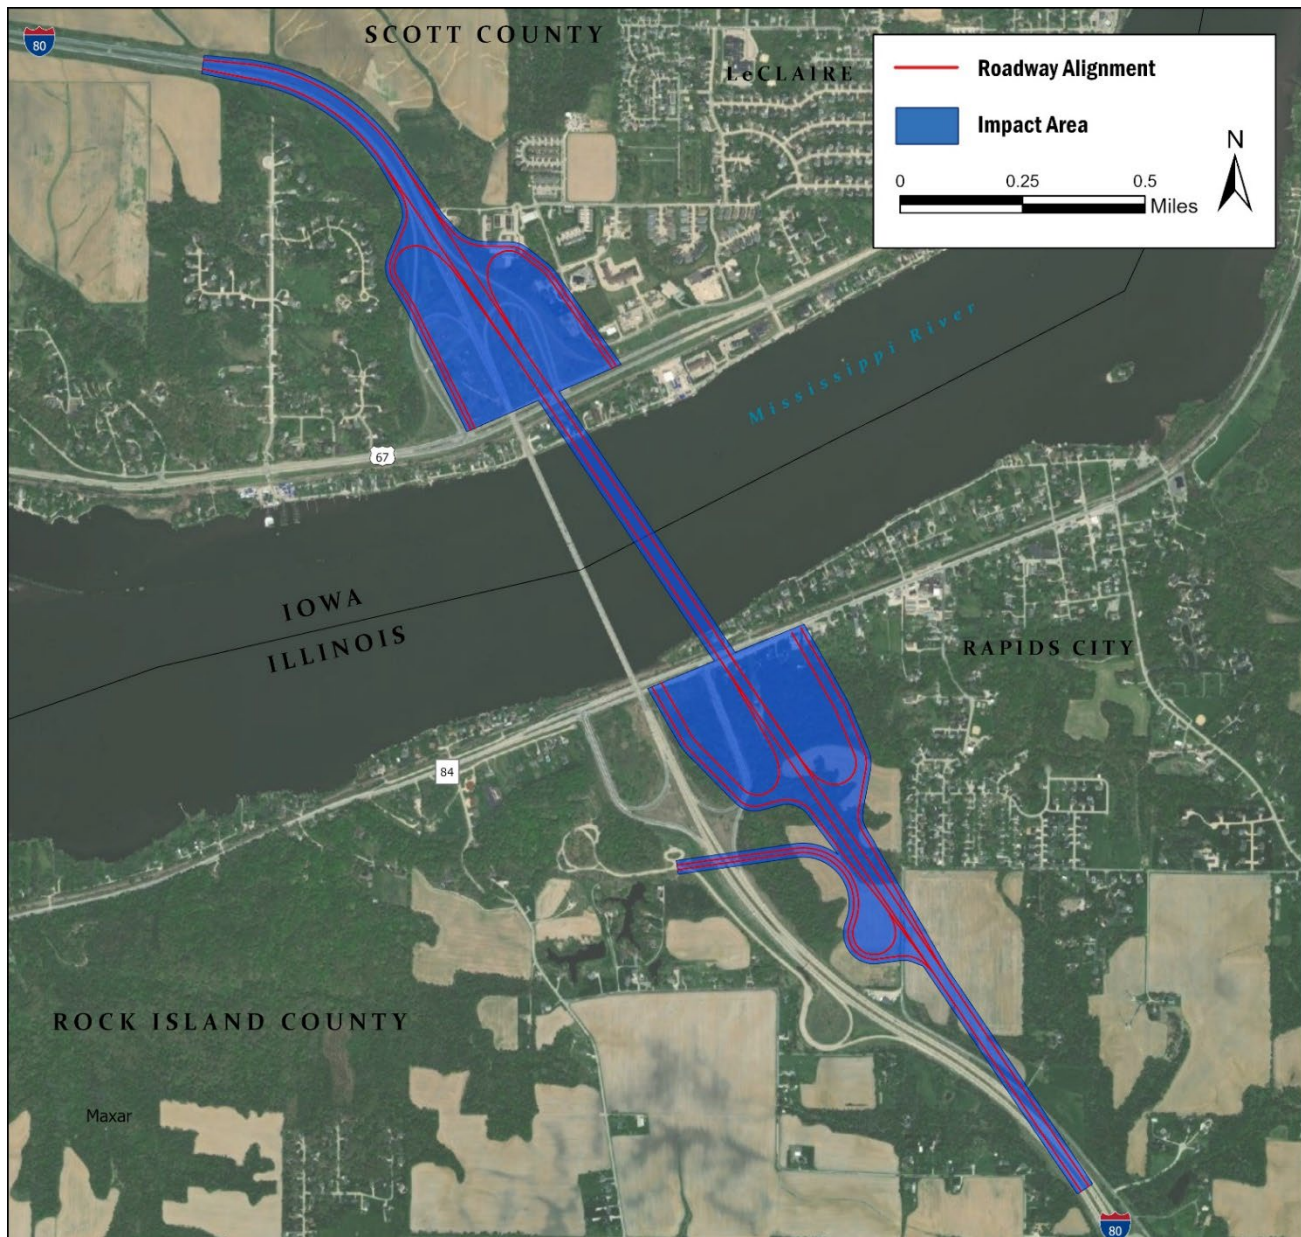 80
SCOTT COUNTY
LeCLAIRE
Roadway Alignment
Impact Area
N
0 0.25 0.5
Miles
Mississippi River
67
IOWA
ILLINOIS
RAPIDS CITY
84
ROCK ISLAND COUNTY
Maxar
80